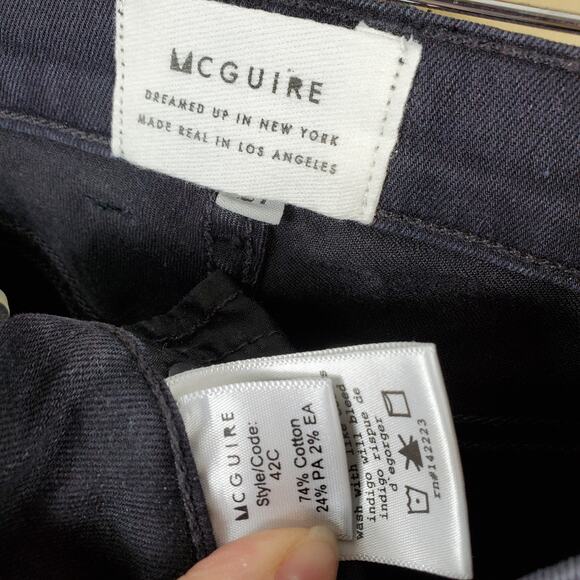 MCGUIRE
DREAMED UP IN NEW YORK
MADE REAL IN LOS ANGELES
MCGUIRE
Style/Code:
42C
74% Cotton
24% PA 2% EA
wash with like
indigo will bleed
indigo risque
d'egorger
rn#142223